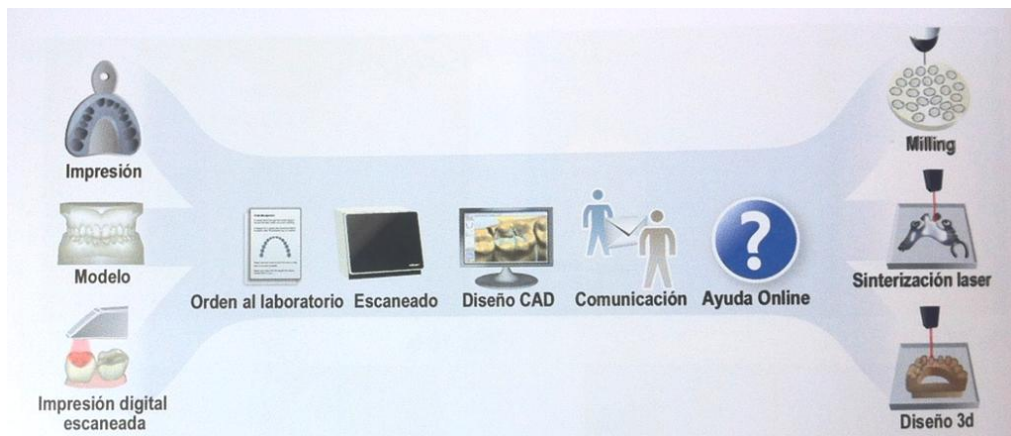 Impresión
Modelo
Impresión digital
escaneada
Orden al laboratorio
Escaneado
Diseño CAD
Comunicación
Ayuda Online
?
Milling
Sinterización laser
Diseño 3d